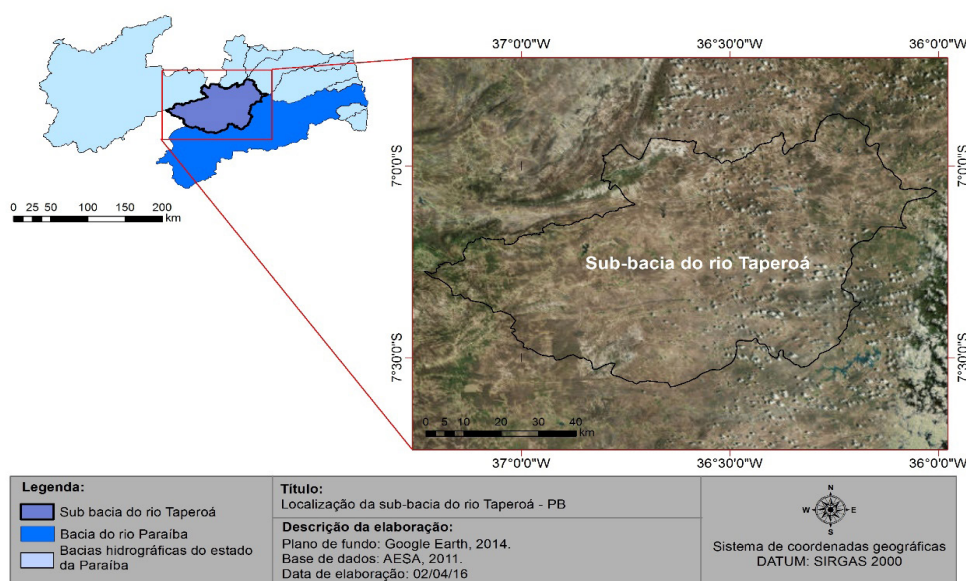 37°0'0"W
36°30'0"W
36°0'0"W
7°0'0"S
7°0'0"S
Sub-bacia do rio Taperoá
7°30'0"S
7°30'0"S
0 25 50 100 150 200
km
0 5 10 20 30 40
km
37°0'0"W
36°30'0"W
36°0'0"W
Legenda:
Sub bacia do rio Taperoá
Bacia do rio Paraíba
Bacias hidrográficas do estado
da Paraíba
Título:
Localização da sub-bacia do rio Taperoá - PB
Descrição da elaboração:
Plano de fundo: Google Earth, 2014.
Base de dados: AESA, 2011.
Data de elaboração: 02/04/16
N
W E
S
Sistema de coordenadas geográficas
DATUM: SIRGAS 2000